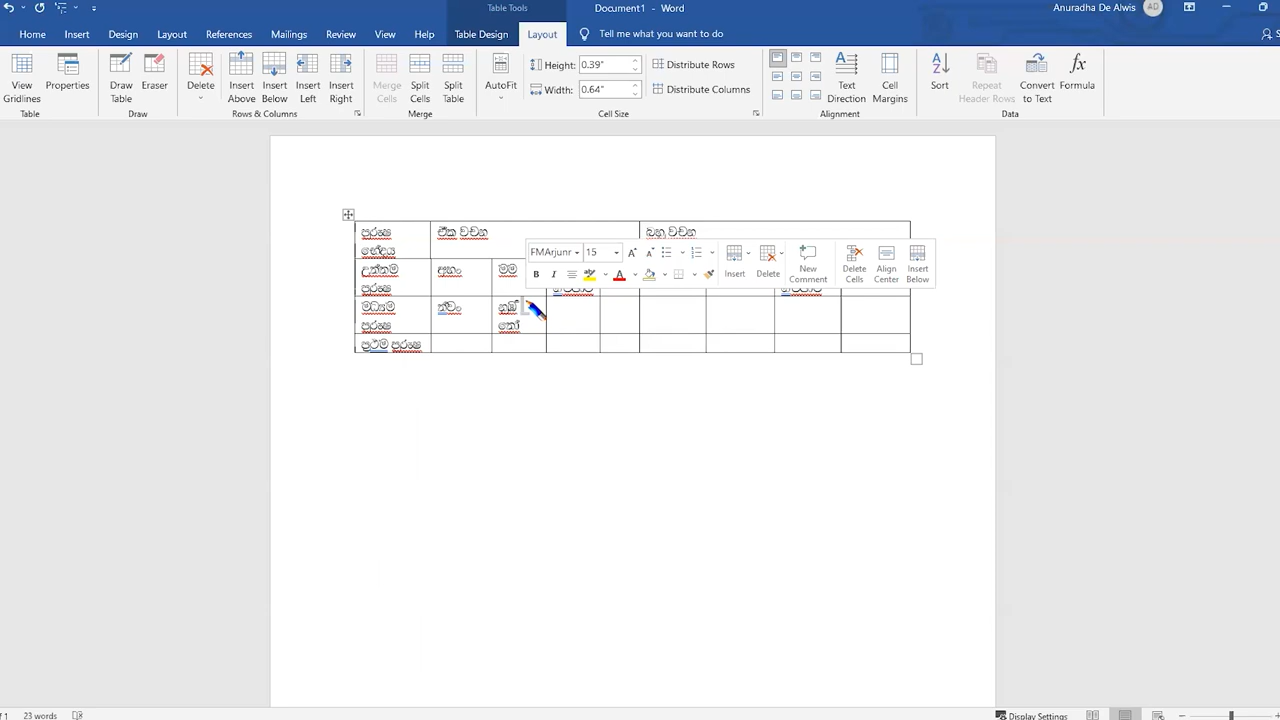 Table Tools
Document1 - Word
Anuradha De Alwis
AD
Home
Insert
Design
Layout
References
Mailings
Review
View
Help
Table Design
Layout
Tell me what you want to do
View Gridlines
Properties
Draw Table
Eraser
Delete
Insert Above
Insert Below
Insert Left
Insert Right
Merge Cells
Split Cells
Split Table
AutoFit
Height: 0.39"
Width: 0.64"
Distribute Rows
Distribute Columns
Text Direction
Cell Margins
Sort
Repeat Header Rows
Convert to Text
Formula
Table
Draw
Rows & Columns
Merge
Cell Size
Alignment
Data
පුරුෂ
භේදය
ඒක වචන
බහු වචන
FMArjunr
15
Insert
Delete
New Comment
Delete Cells
Align Center
Insert Below
උත්තම
පුරුෂ
අහං
මම
මධ්‍යම
පුරුෂ
ත්වං
නුඹ
තෝ
ප්‍රථම පුරුෂ
23 words
Display Settings